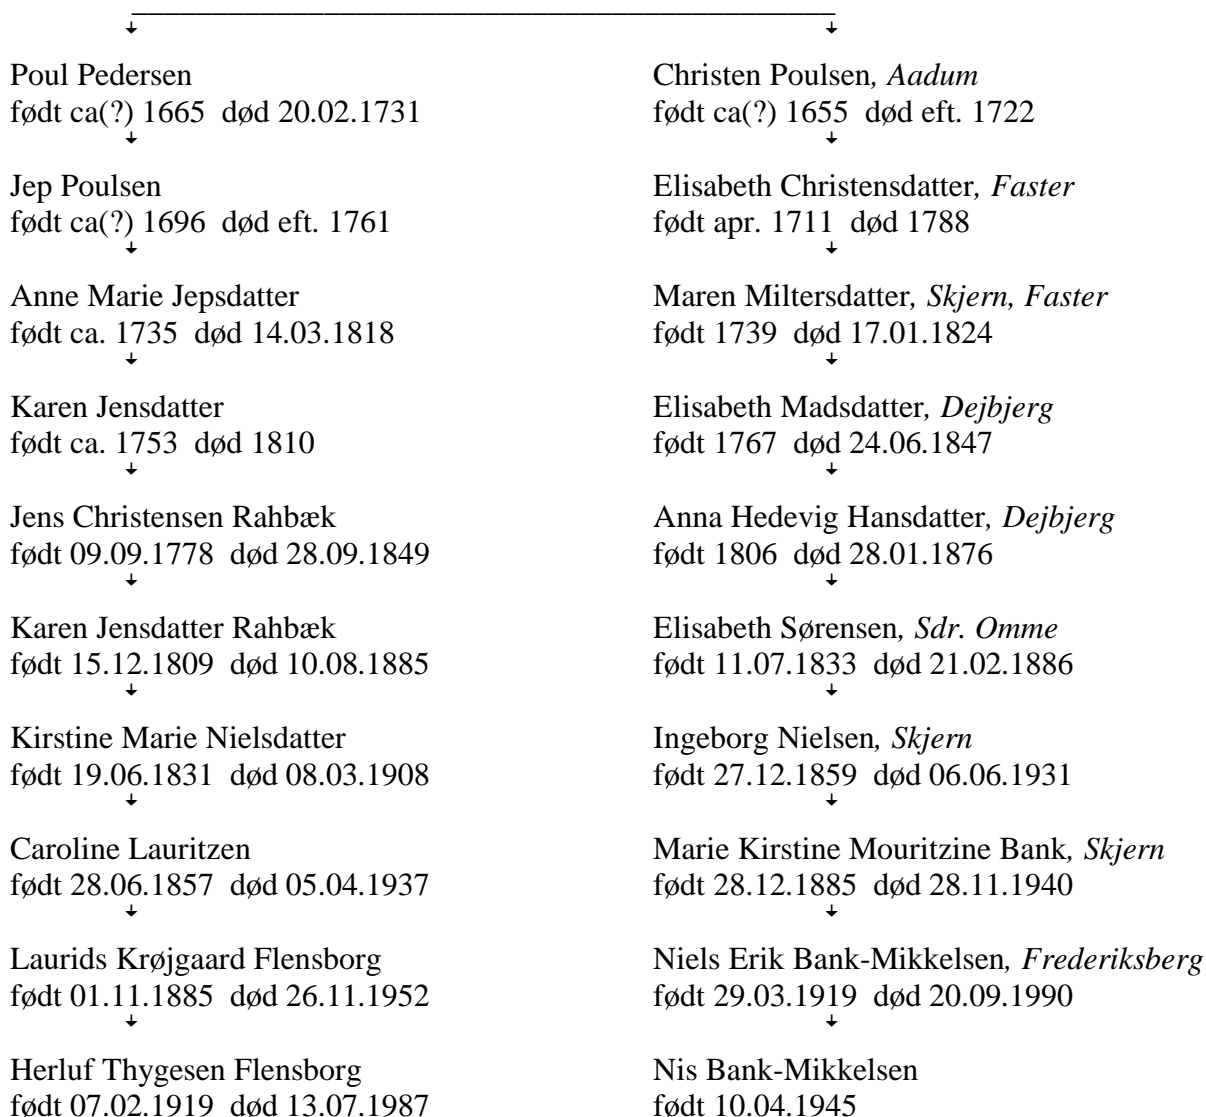 Poul Pedersen
født ca(?) 1665 død 20.02.1731
Jep Poulsen
født ca(?) 1696 død eft. 1761
Anne Marie Jepsdatter
født ca. 1735 død 14.03.1818
Karen Jensdatter
født ca. 1753 død 1810
Jens Christensen Rahbæk
født 09.09.1778 død 28.09.1849
Karen Jensdatter Rahbæk
født 15.12.1809 død 10.08.1885
Kirstine Marie Nielsdatter
født 19.06.1831 død 08.03.1908
Caroline Lauritzen
født 28.06.1857 død 05.04.1937
Laurids Krøjgaard Flensborg
født 01.11.1885 død 26.11.1952
Herluf Thygesen Flensborg
født 07.02.1919 død 13.07.1987
Christen Poulsen, Aadum
født ca(?) 1655 død eft. 1722
Elisabeth Christensdatter, Faster
født apr. 1711 død 1788
Maren Miltersdatter, Skjern, Faster
født 1739 død 17.01.1824
Elisabeth Madsdatter, Dejbjerg
født 1767 død 24.06.1847
Anna Hedevig Hansdatter, Dejbjerg
født 1806 død 28.01.1876
Elisabeth Sørensen, Sdr. Omme
født 11.07.1833 død 21.02.1886
Ingeborg Nielsen, Skjern
født 27.12.1859 død 06.06.1931
Marie Kirstine Mouritzine Bank, Skjern
født 28.12.1885 død 28.11.1940
Niels Erik Bank-Mikkelsen, Frederiksberg
født 29.03.1919 død 20.09.1990
Nis Bank-Mikkelsen
født 10.04.1945